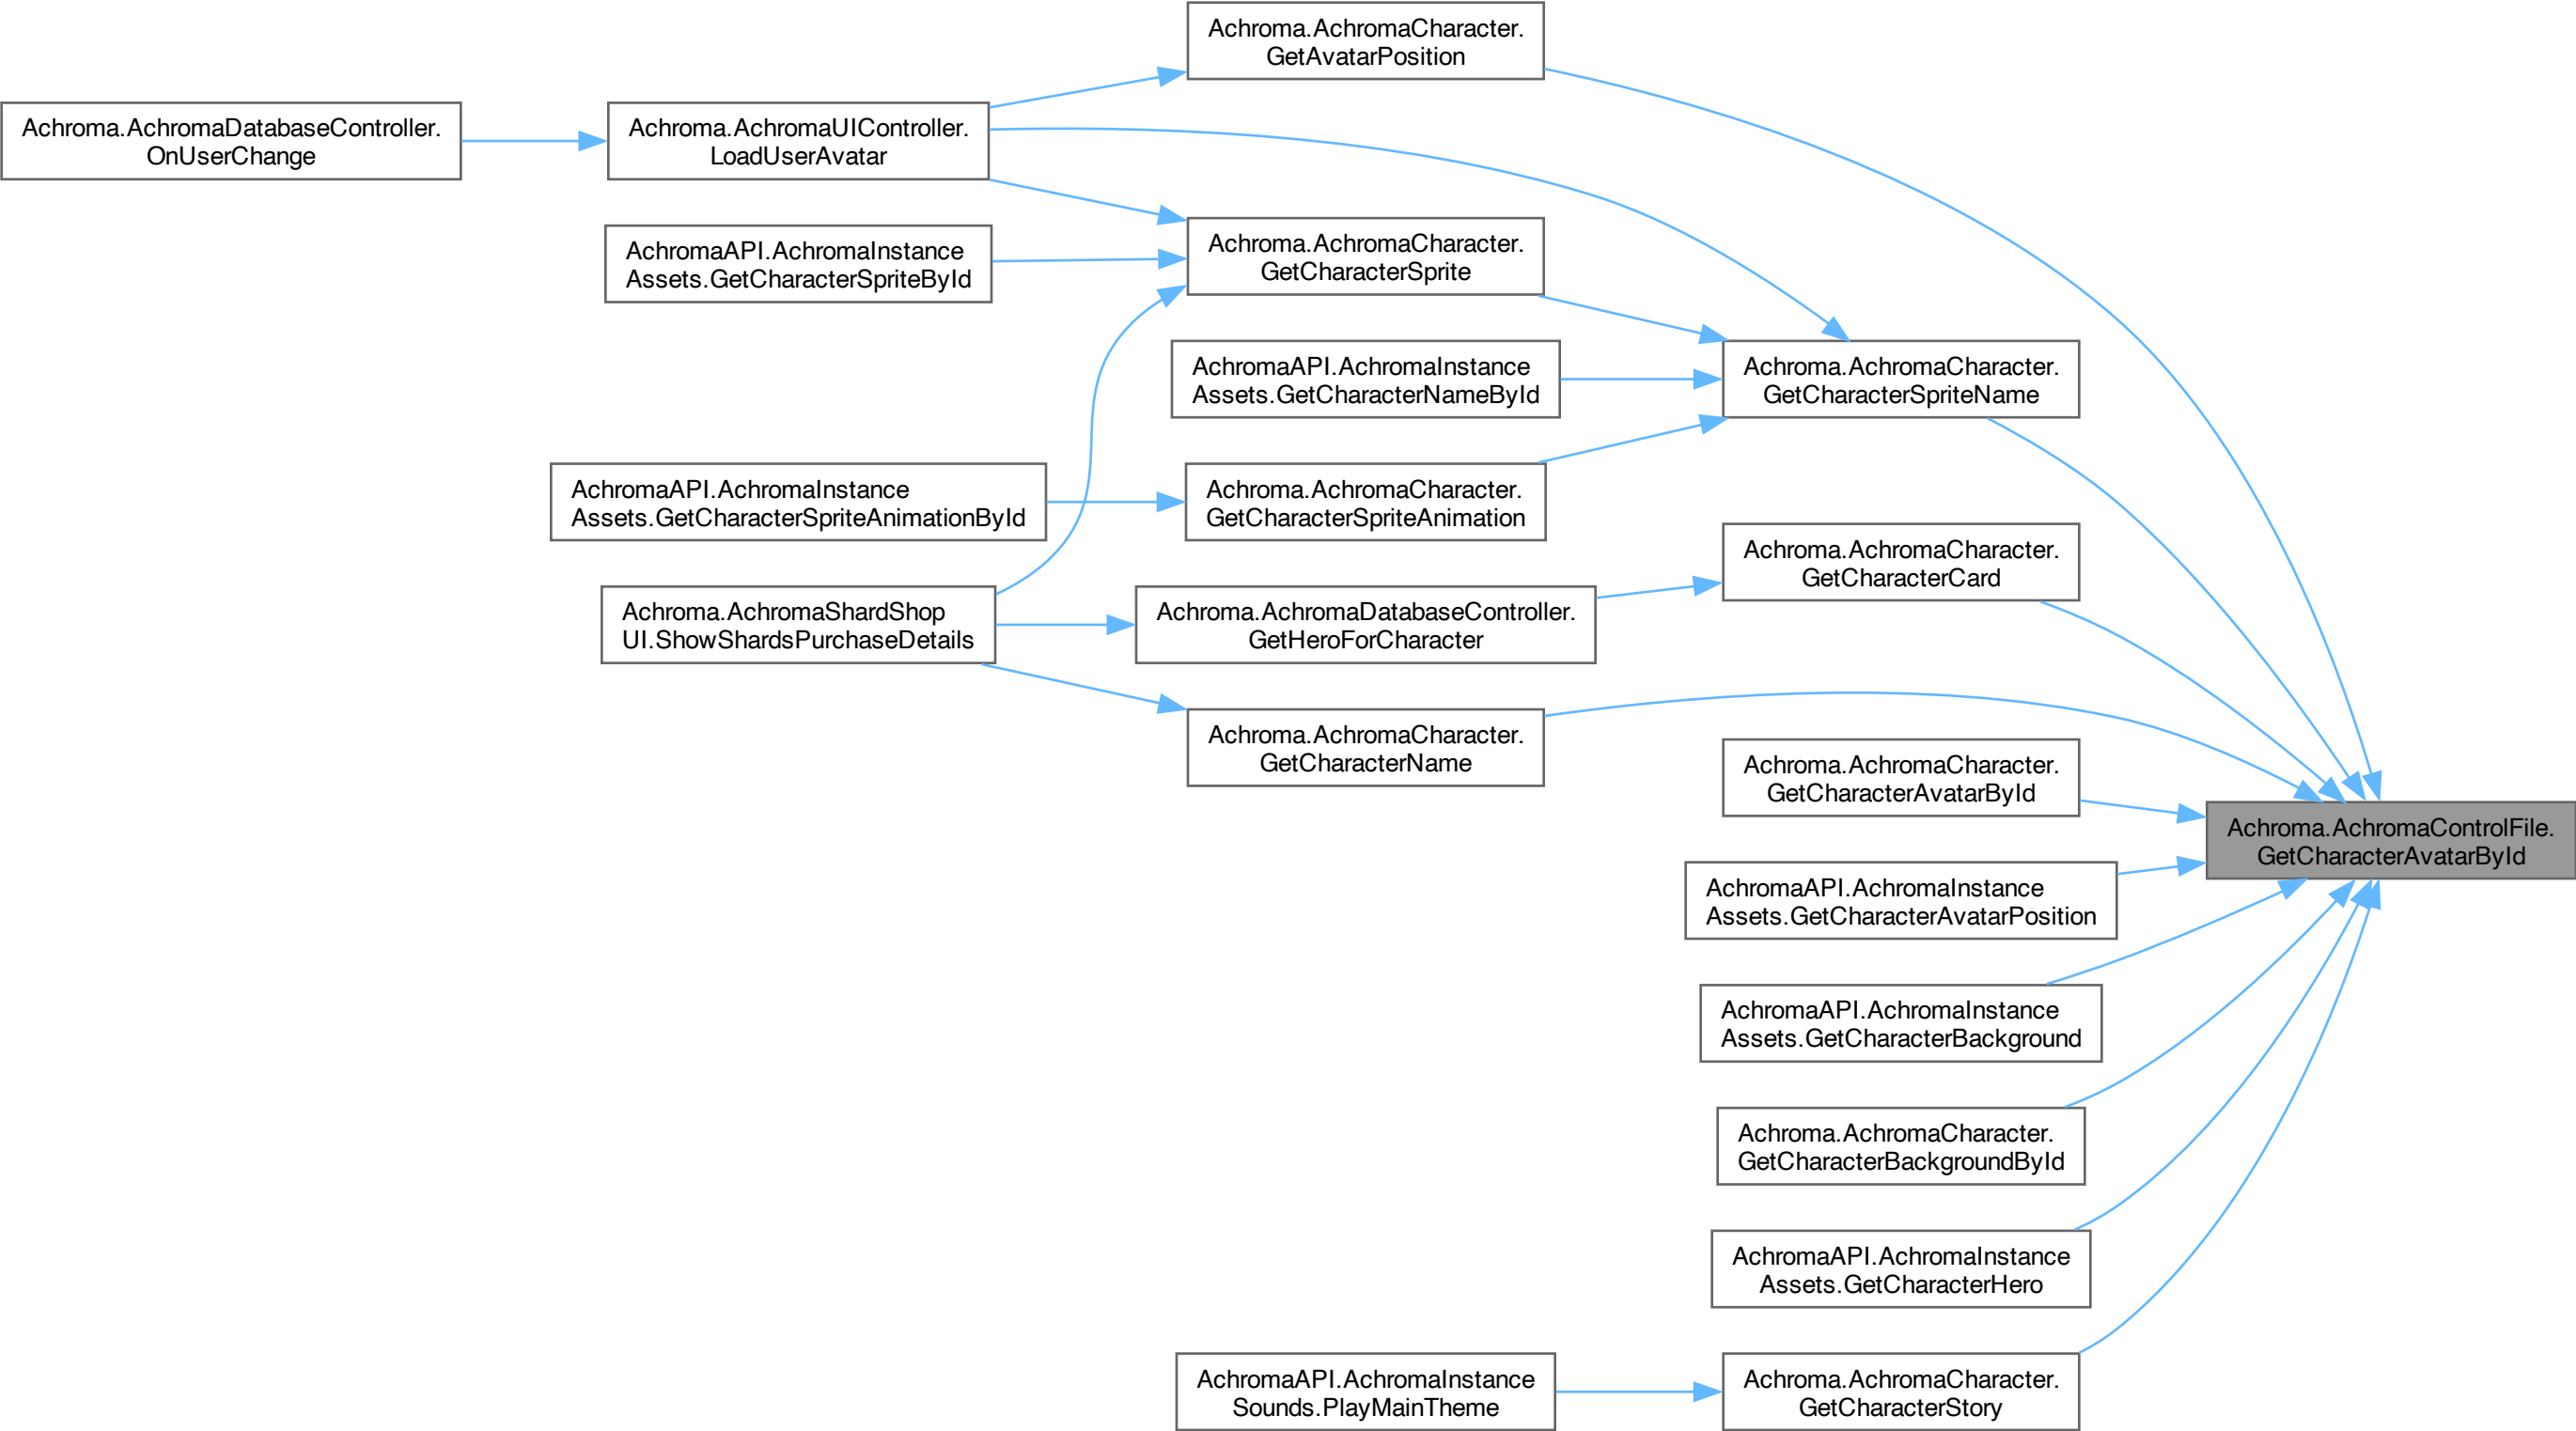 Achroma.AchromaCharacter.
GetAvatarPosition
Achroma.AchromaDatabaseController.
OnUserChange
Achroma.AchromaUIController.
LoadUserAvatar
AchromaAPI.AchromaInstance
Assets.GetCharacterSpriteById
Achroma.AchromaCharacter.
GetCharacterSprite
AchromaAPI.AchromaInstance
Assets.GetCharacterNameById
Achroma.AchromaCharacter.
GetCharacterSpriteName
AchromaAPI.AchromaInstance
Assets.GetCharacterSpriteAnimationById
Achroma.AchromaCharacter.
GetCharacterSpriteAnimation
Achroma.AchromaCharacter.
GetCharacterCard
Achroma.AchromaShardShop
UI.ShowShardsPurchaseDetails
Achroma.AchromaDatabaseController.
GetHeroForCharacter
Achroma.AchromaCharacter.
GetCharacterName
Achroma.AchromaCharacter.
GetCharacterAvatarById
Achroma.AchromaControlFile.
GetCharacterAvatarById
AchromaAPI.AchromaInstance
Assets.GetCharacterAvatarPosition
AchromaAPI.AchromaInstance
Assets.GetCharacterBackground
Achroma.AchromaCharacter.
GetCharacterBackgroundById
AchromaAPI.AchromaInstance
Assets.GetCharacterHero
AchromaAPI.AchromaInstance
Sounds.PlayMainTheme
Achroma.AchromaCharacter.
GetCharacterStory